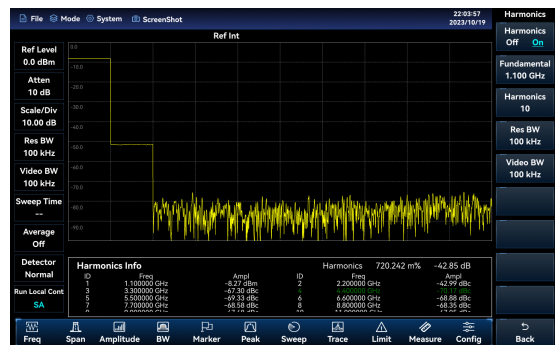 File Mode System ScreenShot
22:03:57
2023/10/19
Harmonics
Ref Int
Ref Level
0.0 dBm
Atten
10 dB
Scale/Div
10.00 dB
Res BW
100 kHz
Video BW
100 kHz
Sweep Time
--
Average
Off
Detector
Normal
Run Local Cont
SA
0.0
-10.0
-20.0
-30.0
-40.0
-60.0
-70.0
-80.0
-90.0
Harmonics Info Harmonics 720.242 m% -42.85 dB
ID Freq Ampl ID Freq Ampl
1 1.100000 GHz -8.27 dBm 2 2.200000 GHz -42.99 dBc
3 3.300000 GHz -67.30 dBc 4 4.400000 GHz -70.17 dBc
5 5.500000 GHz -69.33 dBc 6 6.600000 GHz -68.88 dBc
7 7.700000 GHz -68.58 dBc 8 8.800000 GHz -68.35 dBc
Harmonics
Off On
Fundamental
1.100 GHz
Harmonics
10
Res BW
100 kHz
Video BW
100 kHz
Freq Span Amplitude BW Marker Peak Sweep Trace Limit Measure Config Back